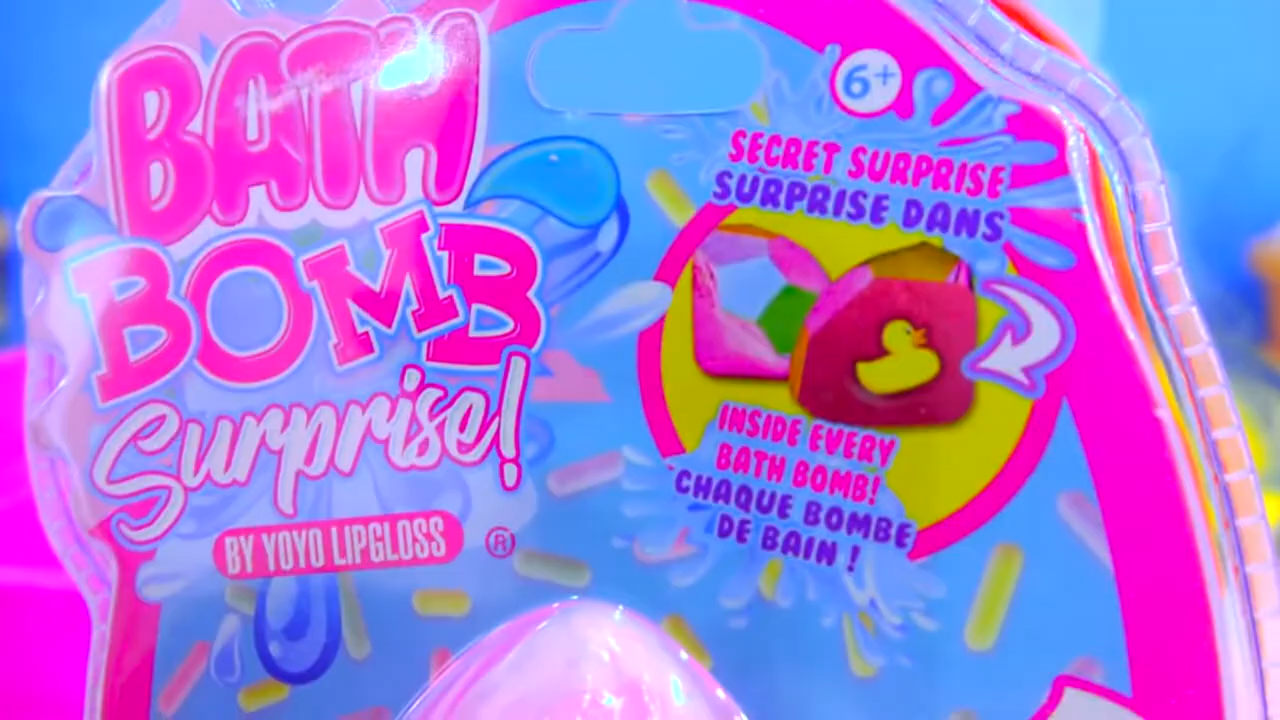 BATH
BOMB
Surprise!
BY YOYO LIPGLOSS ®
6+
SECRET SURPRISE
SURPRISE DANS
INSIDE EVERY
BATH BOMB!
CHAQUE BOMBE
DE BAIN !